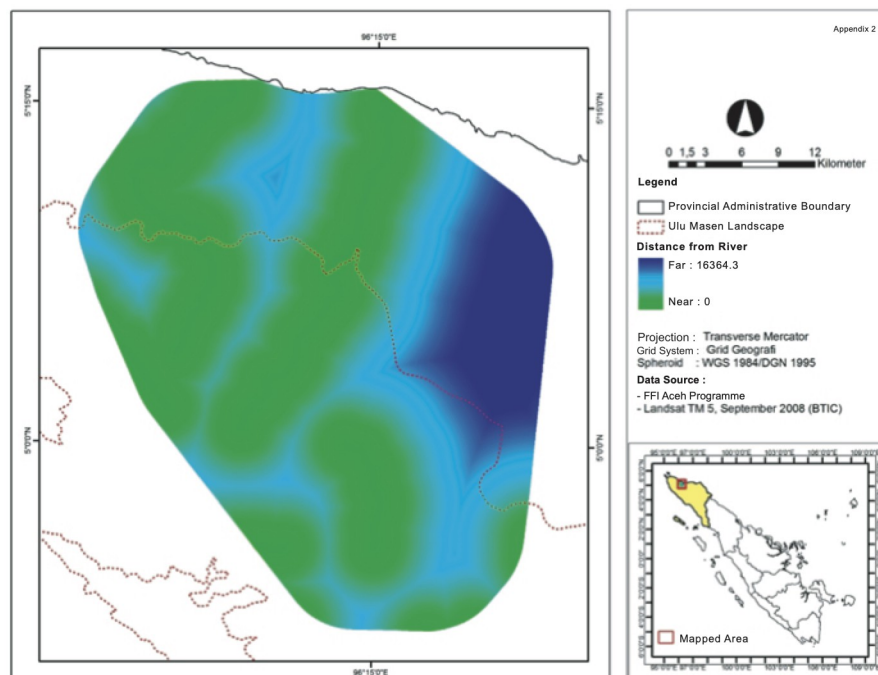 Appendix 2
96°15'0"E
5°15'0"N
5°15'0"N
5°0'0"N
5°0'0"N
96°15'0"E
0 1,5 3 6 9 12
Kilometer
Legend
Provincial Administrative Boundary
Ulu Masen Landscape
Distance from River
Far : 16364.3
Near : 0
Projection : Transverse Mercator
Grid System : Grid Geografi
Spheroid : WGS 1984/DGN 1995
Data Source :
- FFI Aceh Programme
- Landsat TM 5, September 2008 (BTIC)
Mapped Area